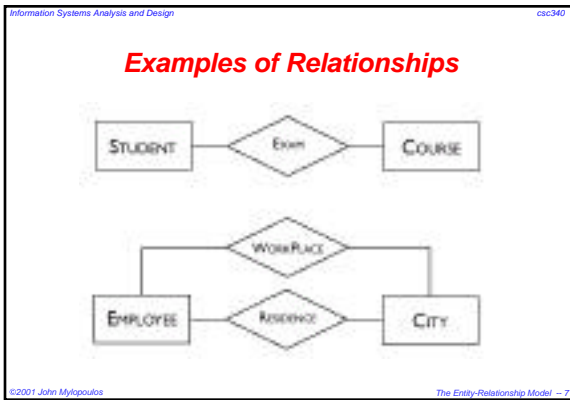 Information Systems Analysis and Design csc340
Examples of Relationships
STUDENT EXAM COURSE
WORKPLACE
EMPLOYEE RESIDENCE CITY
©2001 John Mylopoulos The Entity-Relationship Model – 7